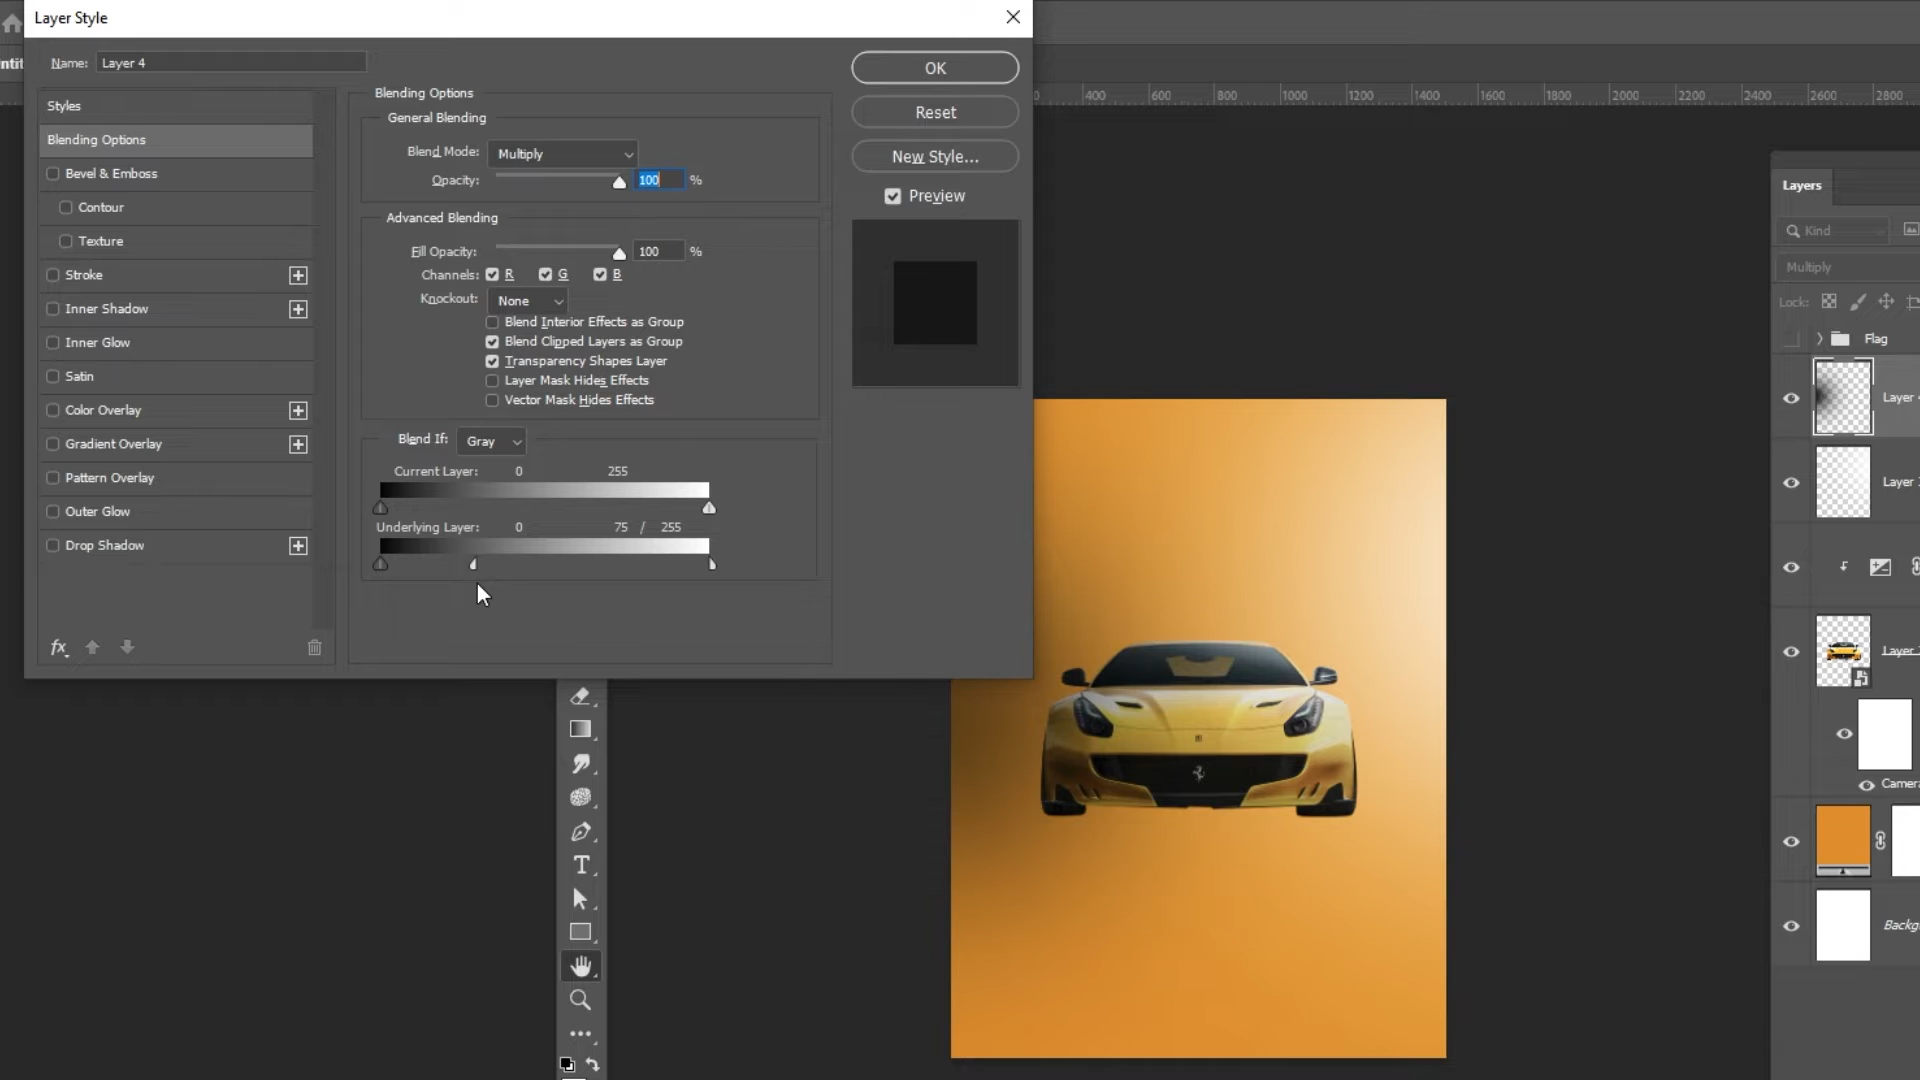 Layer Style
Name: Layer 4
OK
Reset
New Style...
Preview
Styles
Blending Options
Bevel & Emboss
Contour
Texture
Stroke
Inner Shadow
Inner Glow
Satin
Color Overlay
Gradient Overlay
Pattern Overlay
Outer Glow
Drop Shadow
fx
Blending Options
General Blending
Blend Mode: Multiply
Opacity: 100 %
Advanced Blending
Fill Opacity: 100 %
Channels: R G B
Knockout: None
Blend Interior Effects as Group
Blend Clipped Layers as Group
Transparency Shapes Layer
Layer Mask Hides Effects
Vector Mask Hides Effects
Blend If: Gray
Current Layer: 0 255
Underlying Layer: 0 75 / 255
0 400 600 800 1000 1200 1400 1600 1800 2000 2200 2400 2600 2800
T
Layers
Kind
Multiply
Lock:
Flag
Layer
Layer
Layer
Camera
Backg